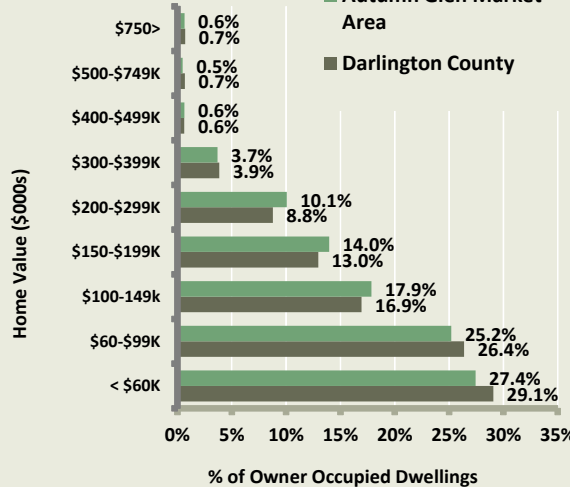 Autumn Glen Market
Area
Darlington County
$750> 0.6%
0.7%
$500-$749K 0.5%
0.7%
$400-$499K 0.6%
0.6%
$300-$399K 3.7%
3.9%
$200-$299K 10.1%
8.8%
$150-$199K 14.0%
13.0%
$100-149k 17.9%
16.9%
$60-$99K 25.2%
26.4%
< $60K 27.4%
29.1%
0% 5% 10% 15% 20% 25% 30% 35%
% of Owner Occupied Dwellings
Home Value ($000s)